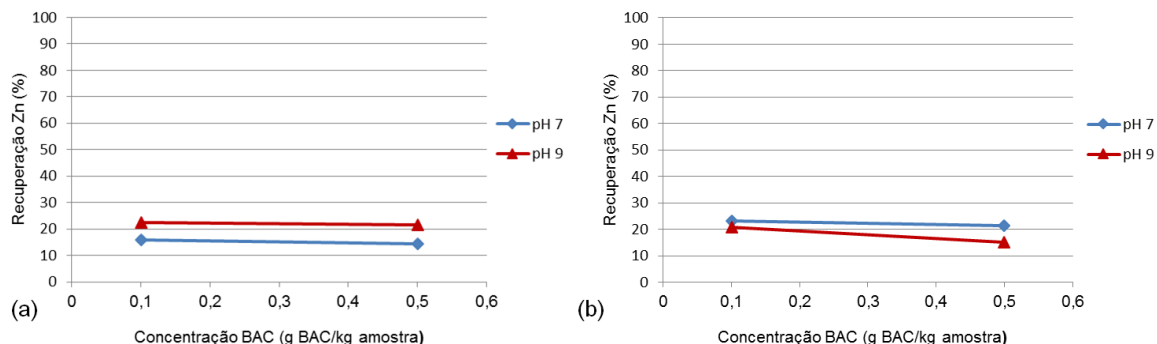 100
90
80
70
60
50
40
30
20
10
0
Recuperação Zn (%)
0 0,1 0,2 0,3 0,4 0,5 0,6
Concentração BAC (g BAC/kg amostra)
pH 7
pH 9
(a)
100
90
80
70
60
50
40
30
20
10
0
Recuperação Zn (%)
0 0,1 0,2 0,3 0,4 0,5 0,6
Concentração BAC (g BAC/kg amostra)
pH 7
pH 9
(b)